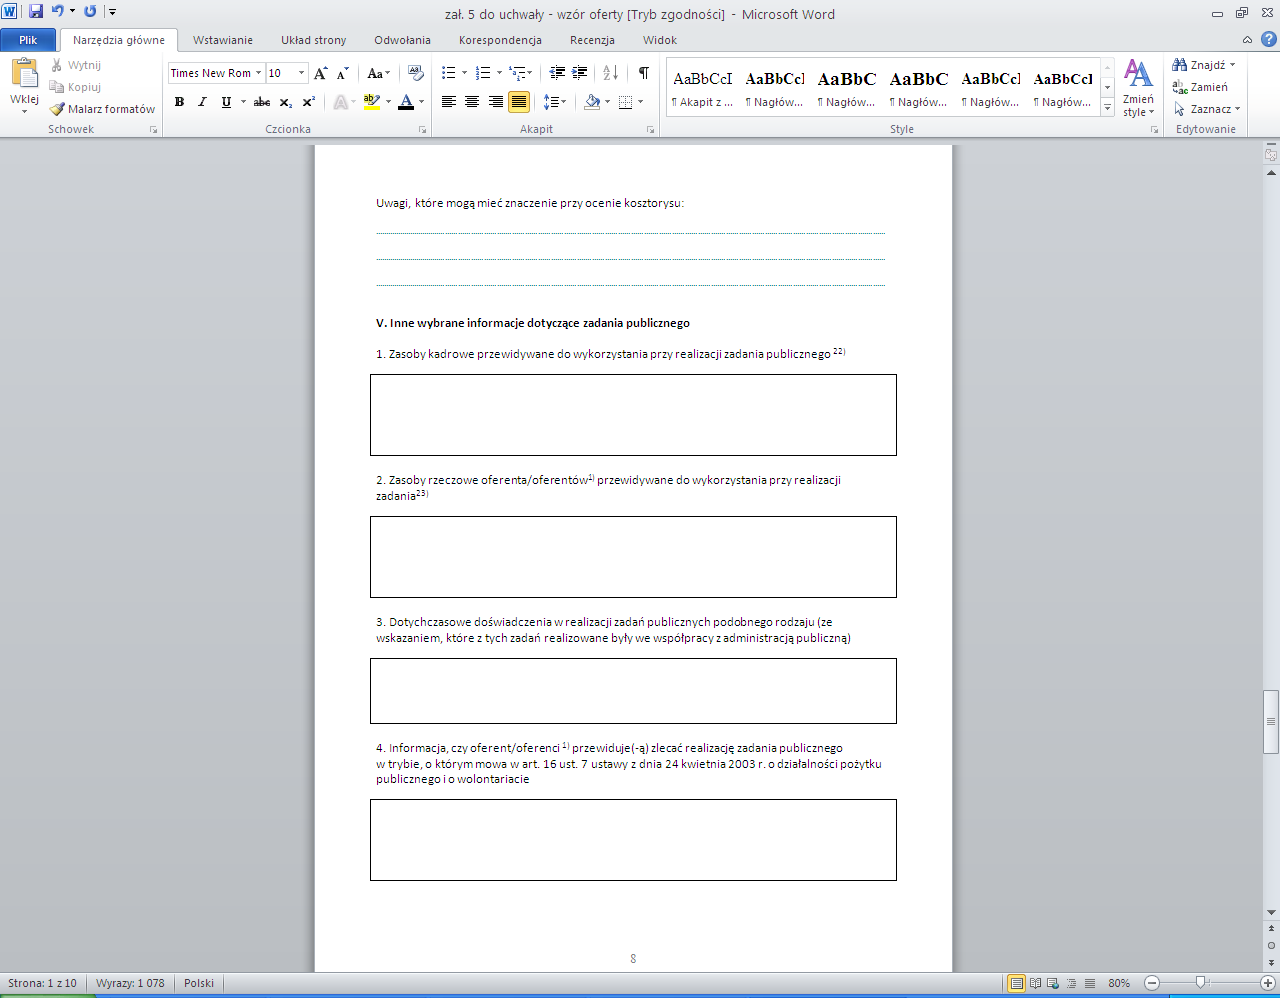 zał. 5 do uchwały - wzór oferty [Tryb zgodności] - Microsoft Word
Plik
Narzędzia główne
Wstawianie
Układ strony
Odwołania
Korespondencja
Recenzja
Widok
Wklej
Wytnij
Kopiuj
Malarz formatów
Schowek
Times New Rom
10
Czcionka
Akapit
AaBbCcI
¶ Akapit z ...
AaBbCcI
¶ Nagłów...
AaBbC
¶ Nagłów...
AaBbC
¶ Nagłów...
AaBbCcI
¶ Nagłów...
AaBbCcI
¶ Nagłów...
Zmień style
Style
Znajdź
Zamień
Zaznacz
Edytowanie
Uwagi, które mogą mieć znaczenie przy ocenie kosztorysu:
V. Inne wybrane informacje dotyczące zadania publicznego
1. Zasoby kadrowe przewidywane do wykorzystania przy realizacji zadania publicznego 22)
2. Zasoby rzeczowe oferenta/oferentów1) przewidywane do wykorzystania przy realizacji
zadania23)
3. Dotychczasowe doświadczenia w realizacji zadań publicznych podobnego rodzaju (ze
wskazaniem, które z tych zadań realizowane były we współpracy z administracją publiczną)
4. Informacja, czy oferent/oferenci 1) przewiduje(-ą) zlecać realizację zadania publicznego
w trybie, o którym mowa w art. 16 ust. 7 ustawy z dnia 24 kwietnia 2003 r. o działalności pożytku
publicznego i o wolontariacie
8
Strona: 1 z 10
Wyrazy: 1 078
Polski
80%